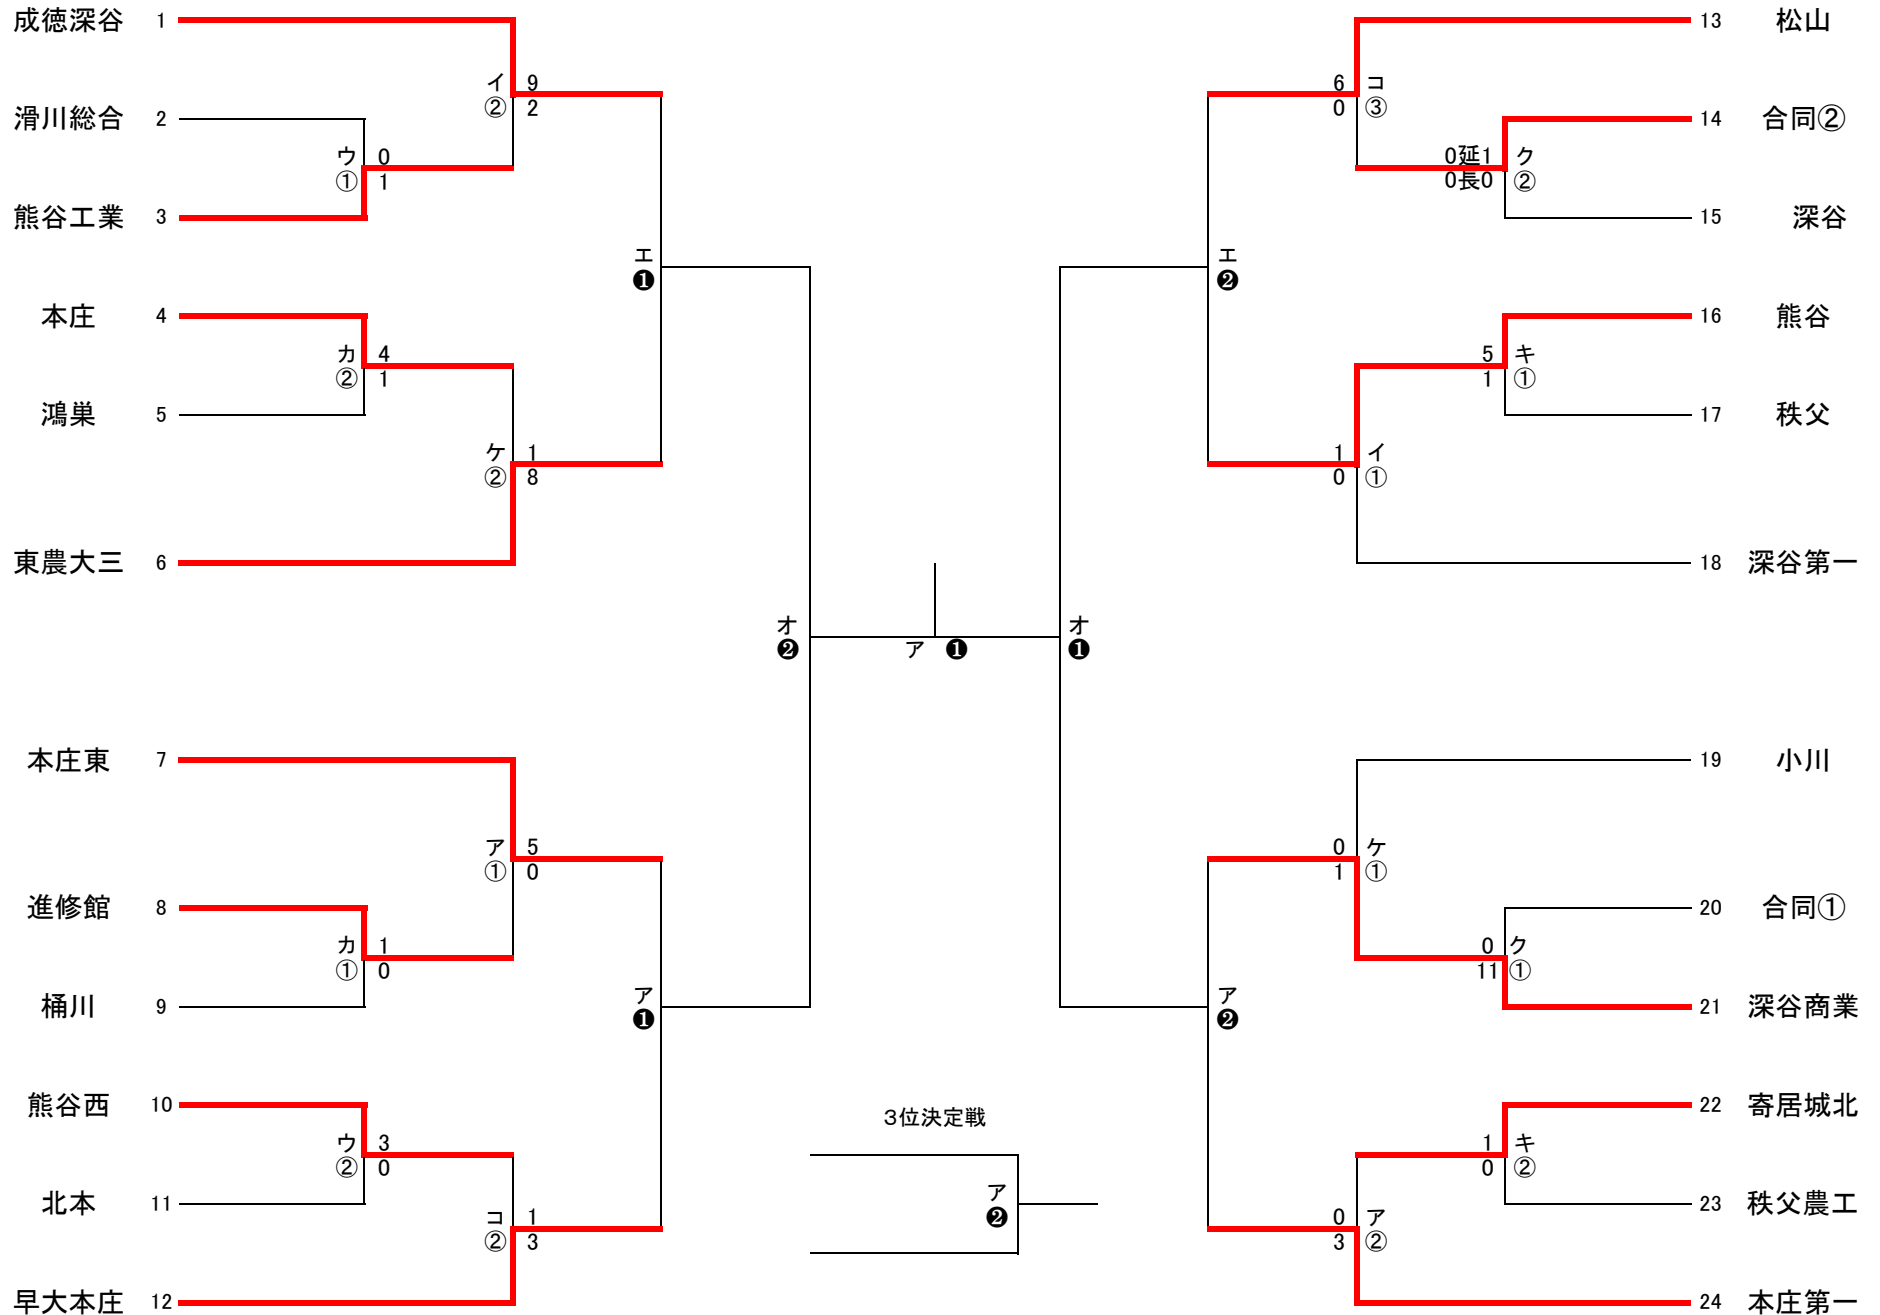 成徳深谷 1
イ 9
② 2
滑川総合 2
ウ 0
① 1
熊谷工業 3
エ
❶
本庄 4
カ 4
② 1
鴻巣 5
ケ 1
② 8
東農大三 6
オ
❷
本庄東 7
ア 5
① 0
進修館 8
カ 1
① 0
桶川 9
ア
❶
熊谷西 10
ウ 3
② 0
北本 11
コ 1
② 3
早大本庄 12
ア ❶
3位決定戦
ア
❷
13 松山
6 コ
0 ③
14 合同②
0延1 ク
0長0 ②
15 深谷
エ
❷
16 熊谷
5 キ
1 ①
17 秩父
1 イ
0 ①
18 深谷第一
オ
❶
19 小川
0 ケ
1 ①
20 合同①
0 ク
11 ①
21 深谷商業
ア
❷
22 寄居城北
1 キ
0 ②
23 秩父農工
0 ア
3 ②
24 本庄第一